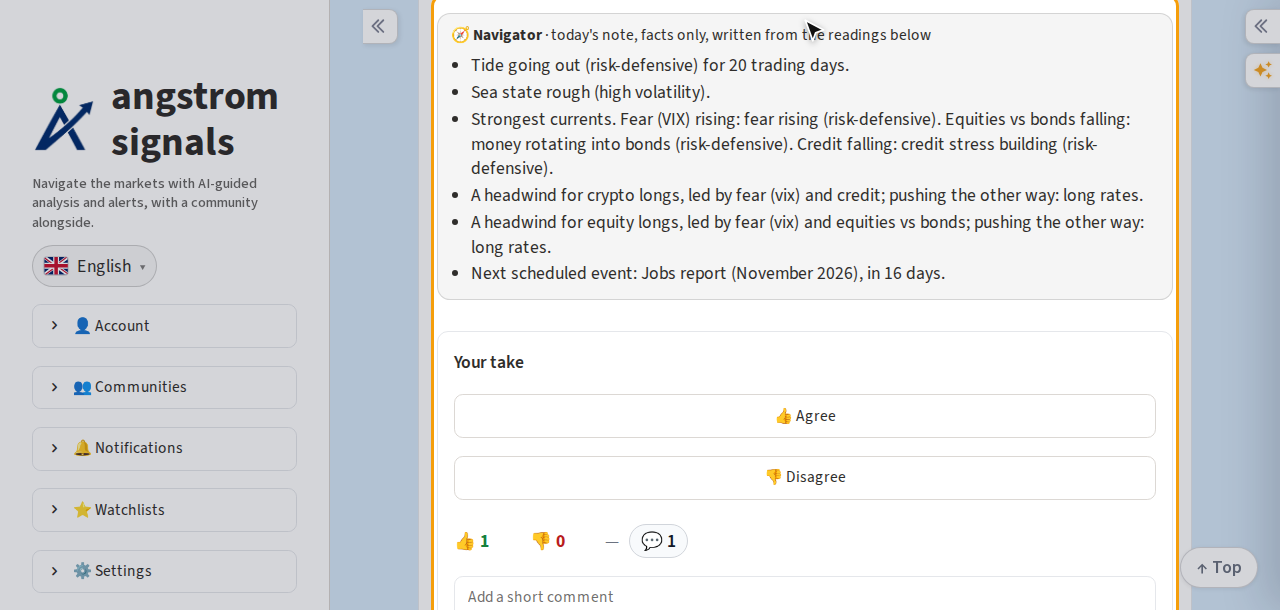 angstrom
signals
Navigate the markets with AI-guided
analysis and alerts, with a community
alongside.
English
Account
Communities
Notifications
Watchlists
Settings
Navigator · today's note, facts only, written from the readings below
Tide going out (risk-defensive) for 20 trading days.
Sea state rough (high volatility).
Strongest currents. Fear (VIX) rising: fear rising (risk-defensive). Equities vs bonds falling:
money rotating into bonds (risk-defensive). Credit falling: credit stress building (risk-
defensive).
A headwind for crypto longs, led by fear (vix) and credit; pushing the other way: long rates.
A headwind for equity longs, led by fear (vix) and equities vs bonds; pushing the other way:
long rates.
Next scheduled event: Jobs report (November 2026), in 16 days.
Your take
👍 Agree
👎 Disagree
👍 1 👎 0 — 💬 1
Add a short comment
↑ Top